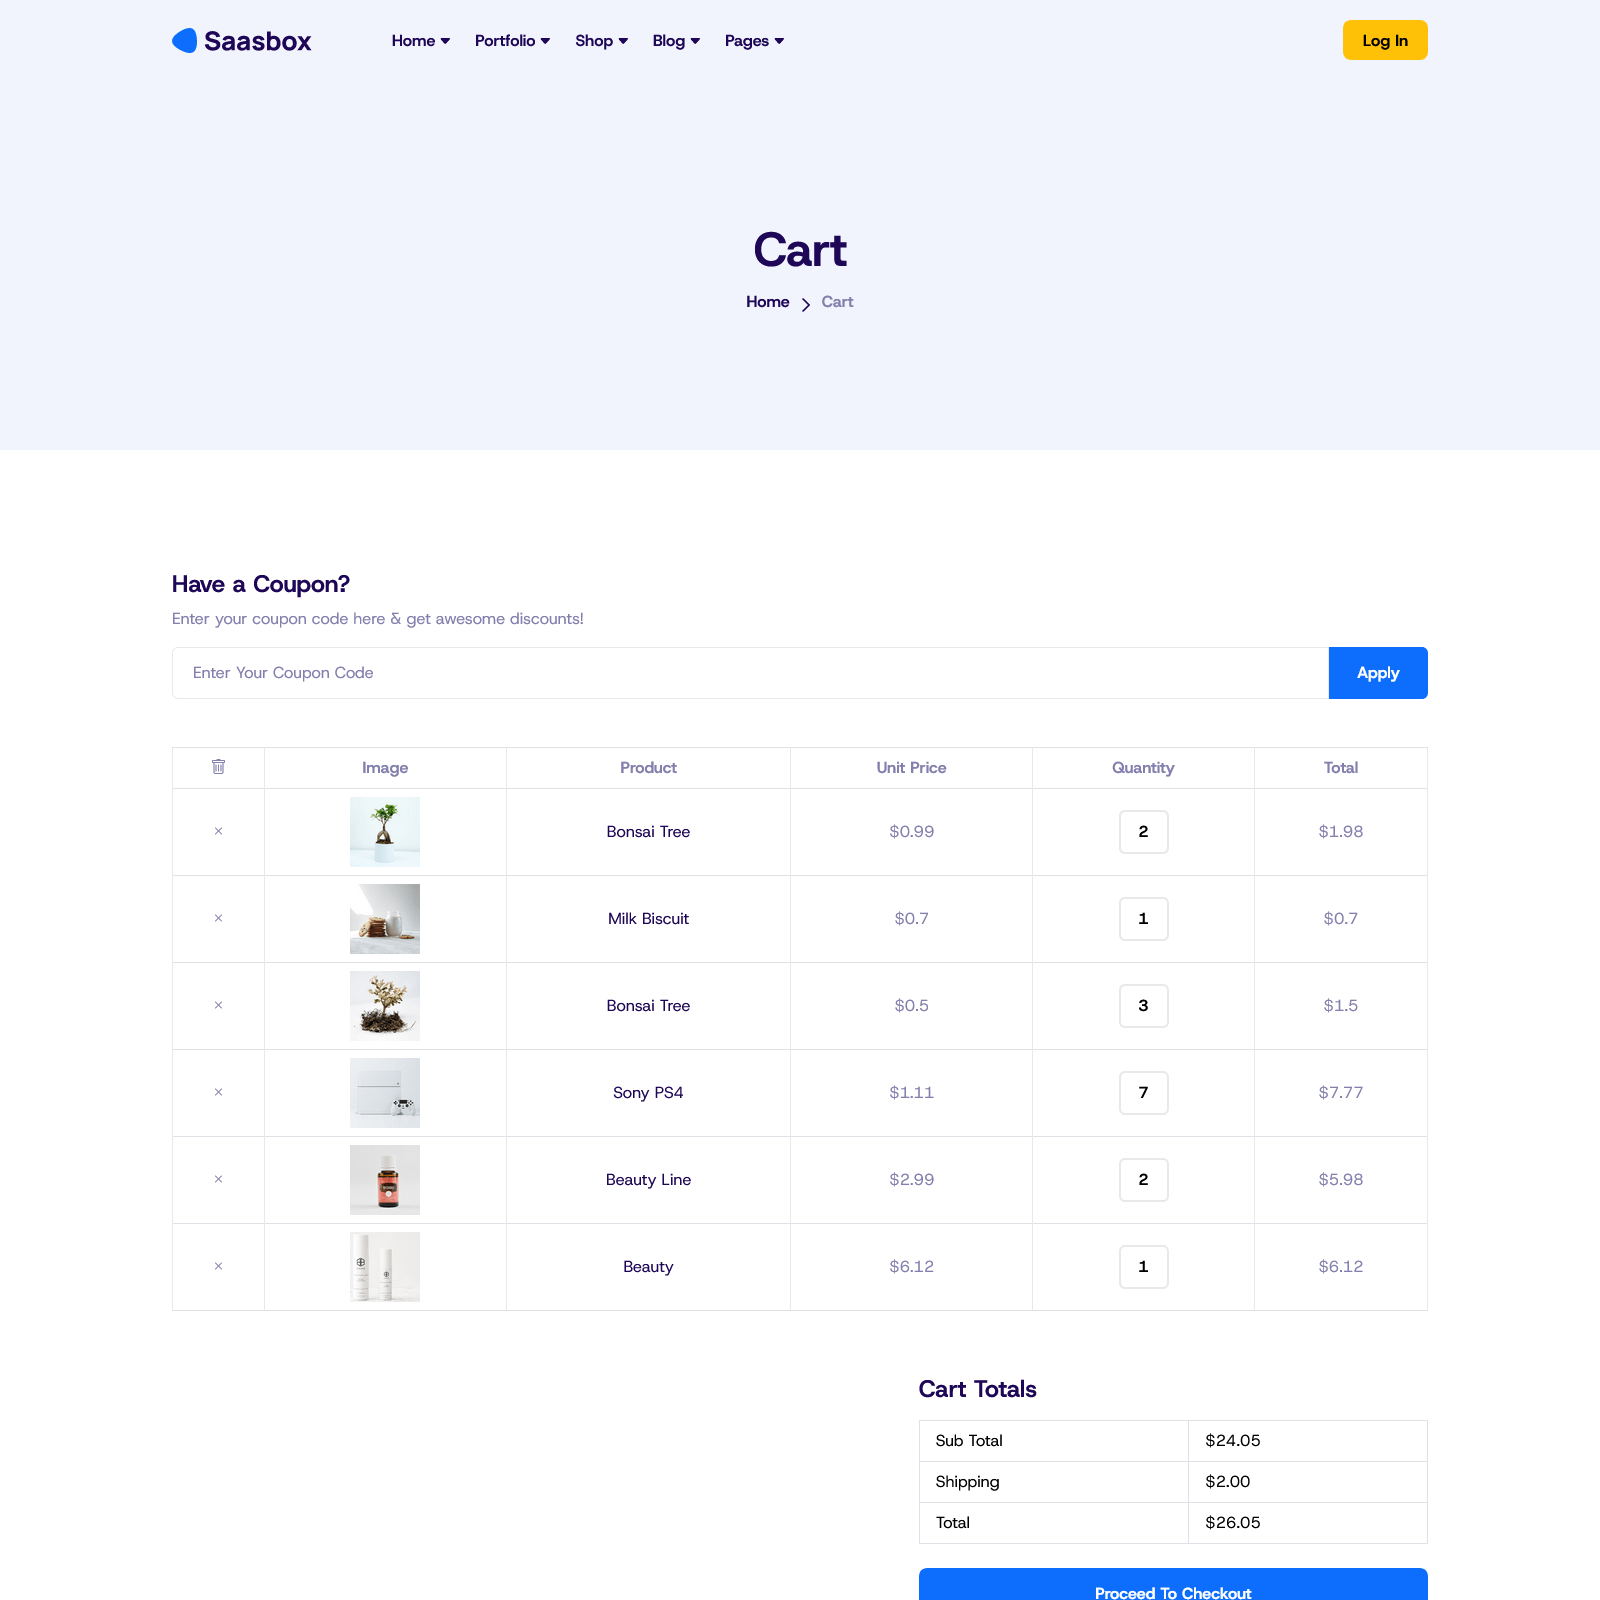 Saasbox Home Portfolio Shop Blog Pages Log In
Cart
Home Cart
Have a Coupon?
Enter your coupon code here & get awesome discounts!
Enter Your Coupon Code Apply
Image Product Unit Price Quantity Total
× Bonsai Tree $0.99 2 $1.98
× Milk Biscuit $0.7 1 $0.7
× Bonsai Tree $0.5 3 $1.5
× Sony PS4 $1.11 7 $7.77
× Beauty Line $2.99 2 $5.98
× Beauty $6.12 1 $6.12
Cart Totals
Sub Total $24.05
Shipping $2.00
Total $26.05
Proceed To Checkout